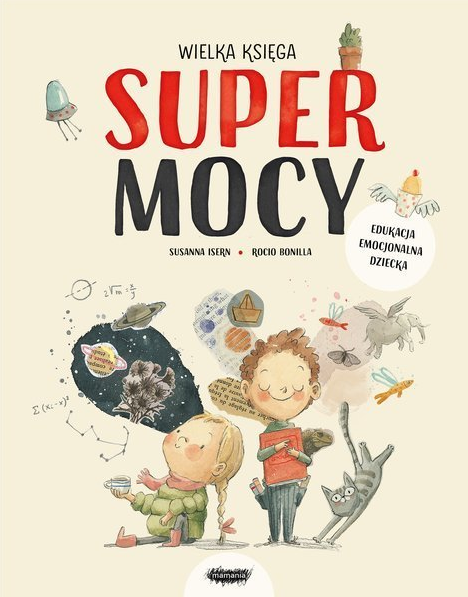 WIELKA KSIĘGA
SUPER
MOCY
SUSANNA ISERN • ROCIO BONILLA
EDUKACJA
EMOCJONALNA
DZIECKA
mamania